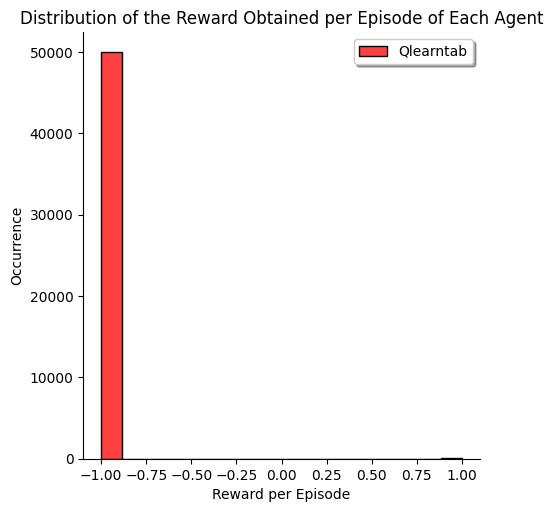 Distribution of the Reward Obtained per Episode of Each Agent
Qlearntab
50000
40000
30000
20000
10000
0
Occurrence
−1.00 −0.75 −0.50 −0.25 0.00 0.25 0.50 0.75 1.00
Reward per Episode